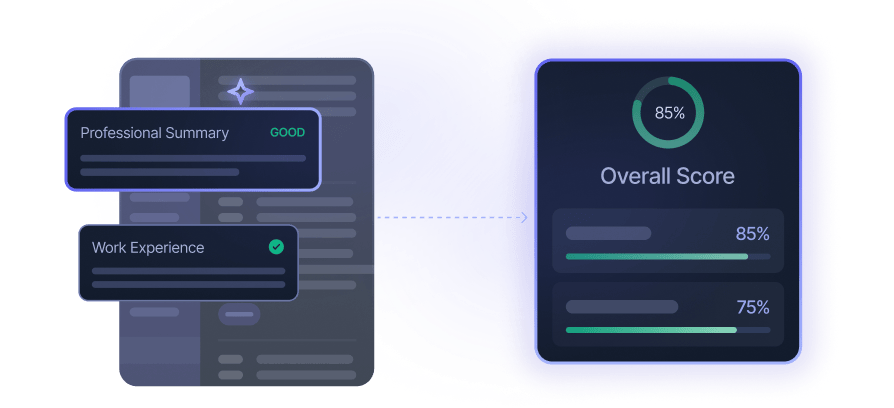 Professional Summary GOOD
Work Experience
85%
Overall Score
85%
75%